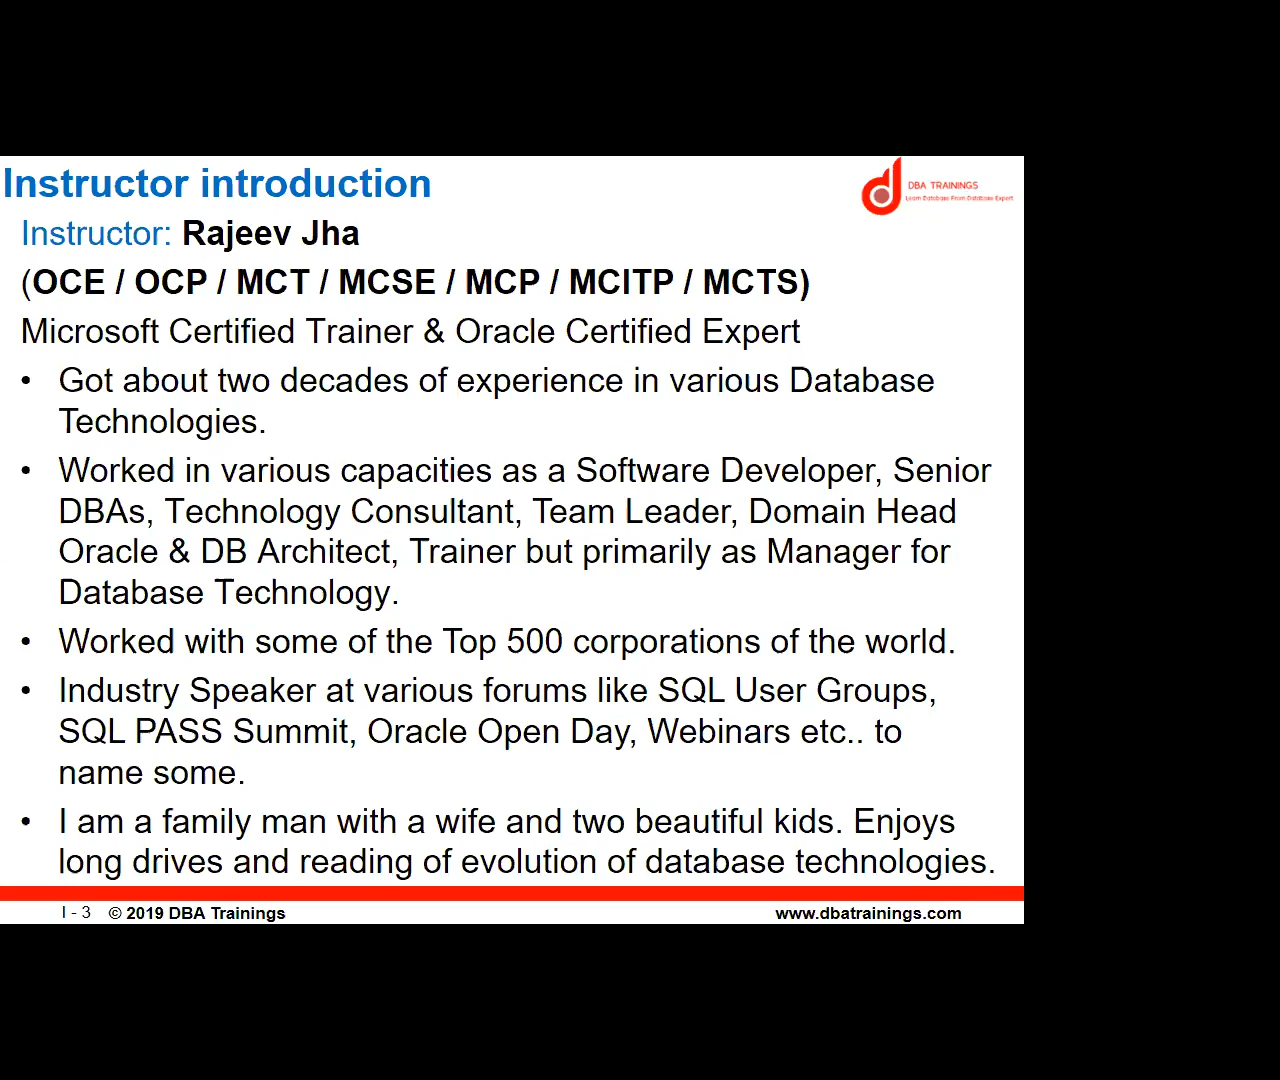 Instructor introduction
DBA TRAININGS
Learn Database From Database Expert
Instructor: Rajeev Jha
(OCE / OCP / MCT / MCSE / MCP / MCITP / MCTS)
Microsoft Certified Trainer & Oracle Certified Expert
• Got about two decades of experience in various Database
Technologies.
• Worked in various capacities as a Software Developer, Senior
DBAs, Technology Consultant, Team Leader, Domain Head
Oracle & DB Architect, Trainer but primarily as Manager for
Database Technology.
• Worked with some of the Top 500 corporations of the world.
• Industry Speaker at various forums like SQL User Groups,
SQL PASS Summit, Oracle Open Day, Webinars etc.. to
name some.
• I am a family man with a wife and two beautiful kids. Enjoys
long drives and reading of evolution of database technologies.
I - 3 © 2019 DBA Trainings
www.dbatrainings.com